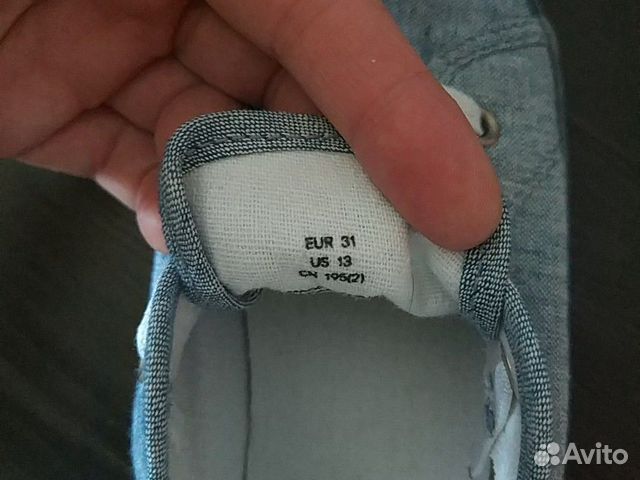 EUR 31
US 13
CN 195(2)
Avito